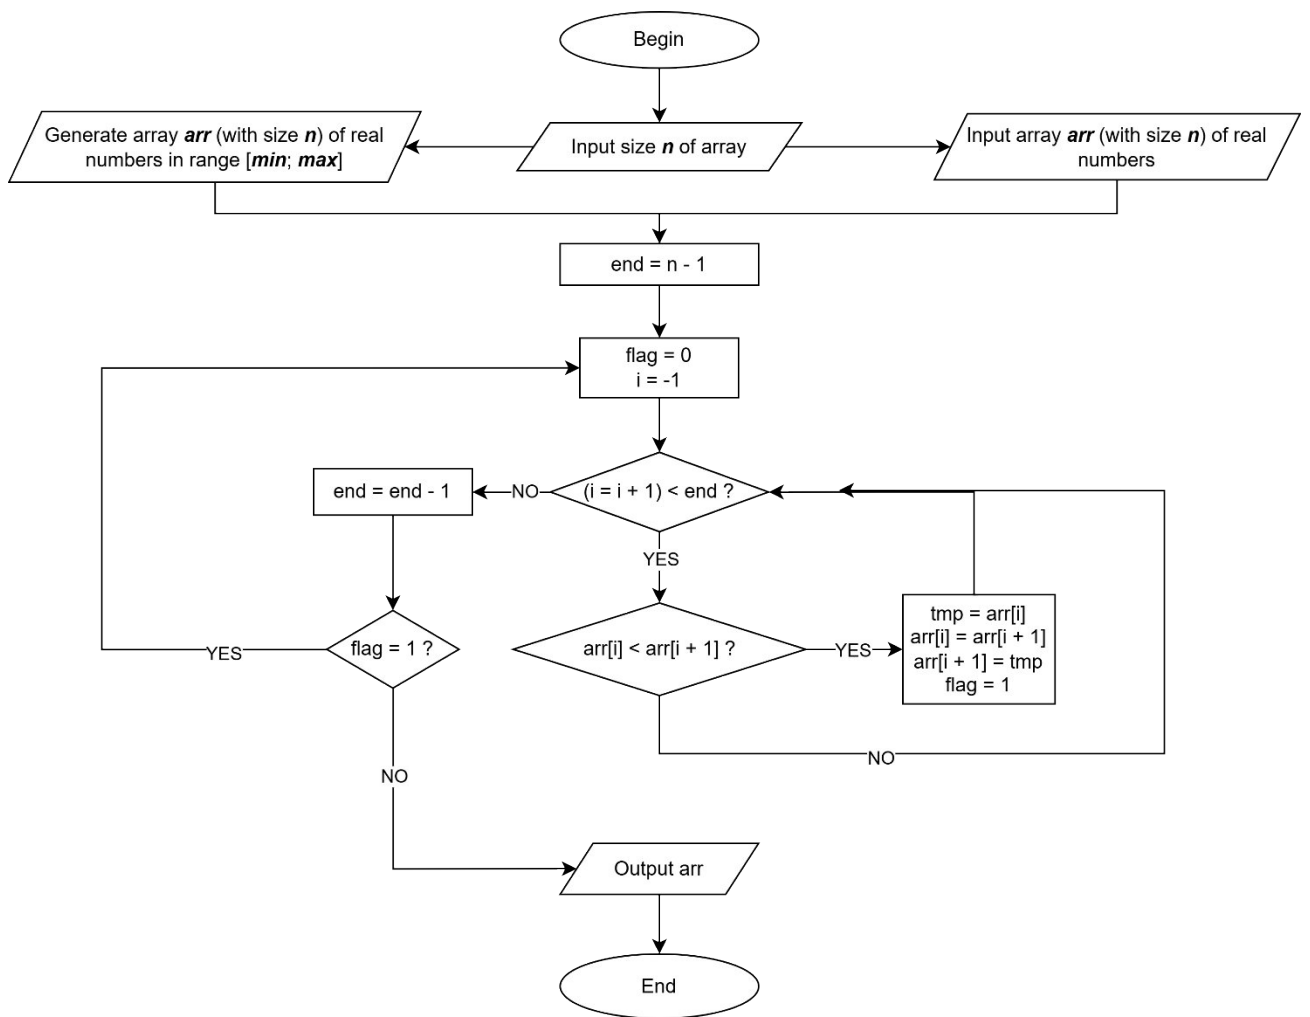 Begin
Generate array arr (with size n) of real
numbers in range [min; max]
Input size n of array
Input array arr (with size n) of real
numbers
end = n - 1
flag = 0
i = -1
end = end - 1
NO
(i = i + 1) < end ?
YES
flag = 1 ?
YES
arr[i] < arr[i + 1] ?
YES
tmp = arr[i]
arr[i] = arr[i + 1]
arr[i + 1] = tmp
flag = 1
NO
NO
Output arr
End